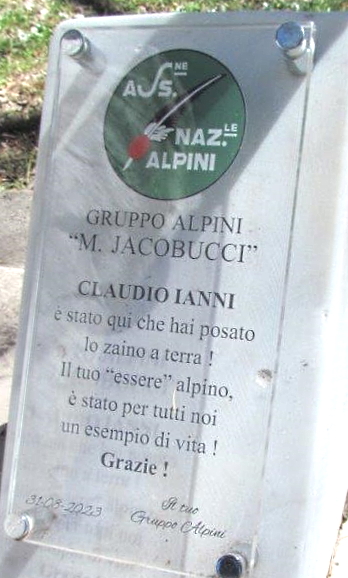 ASS.NE
NAZ.LE
ALPINI
GRUPPO ALPINI
“M. JACOBUCCI”
CLAUDIO IANNI
è stato qui che hai posato
lo zaino a terra !
Il tuo “essere” alpino,
è stato per tutti noi
un esempio di vita !
Grazie !
31-08-2023
Il tuo
Gruppo Alpini